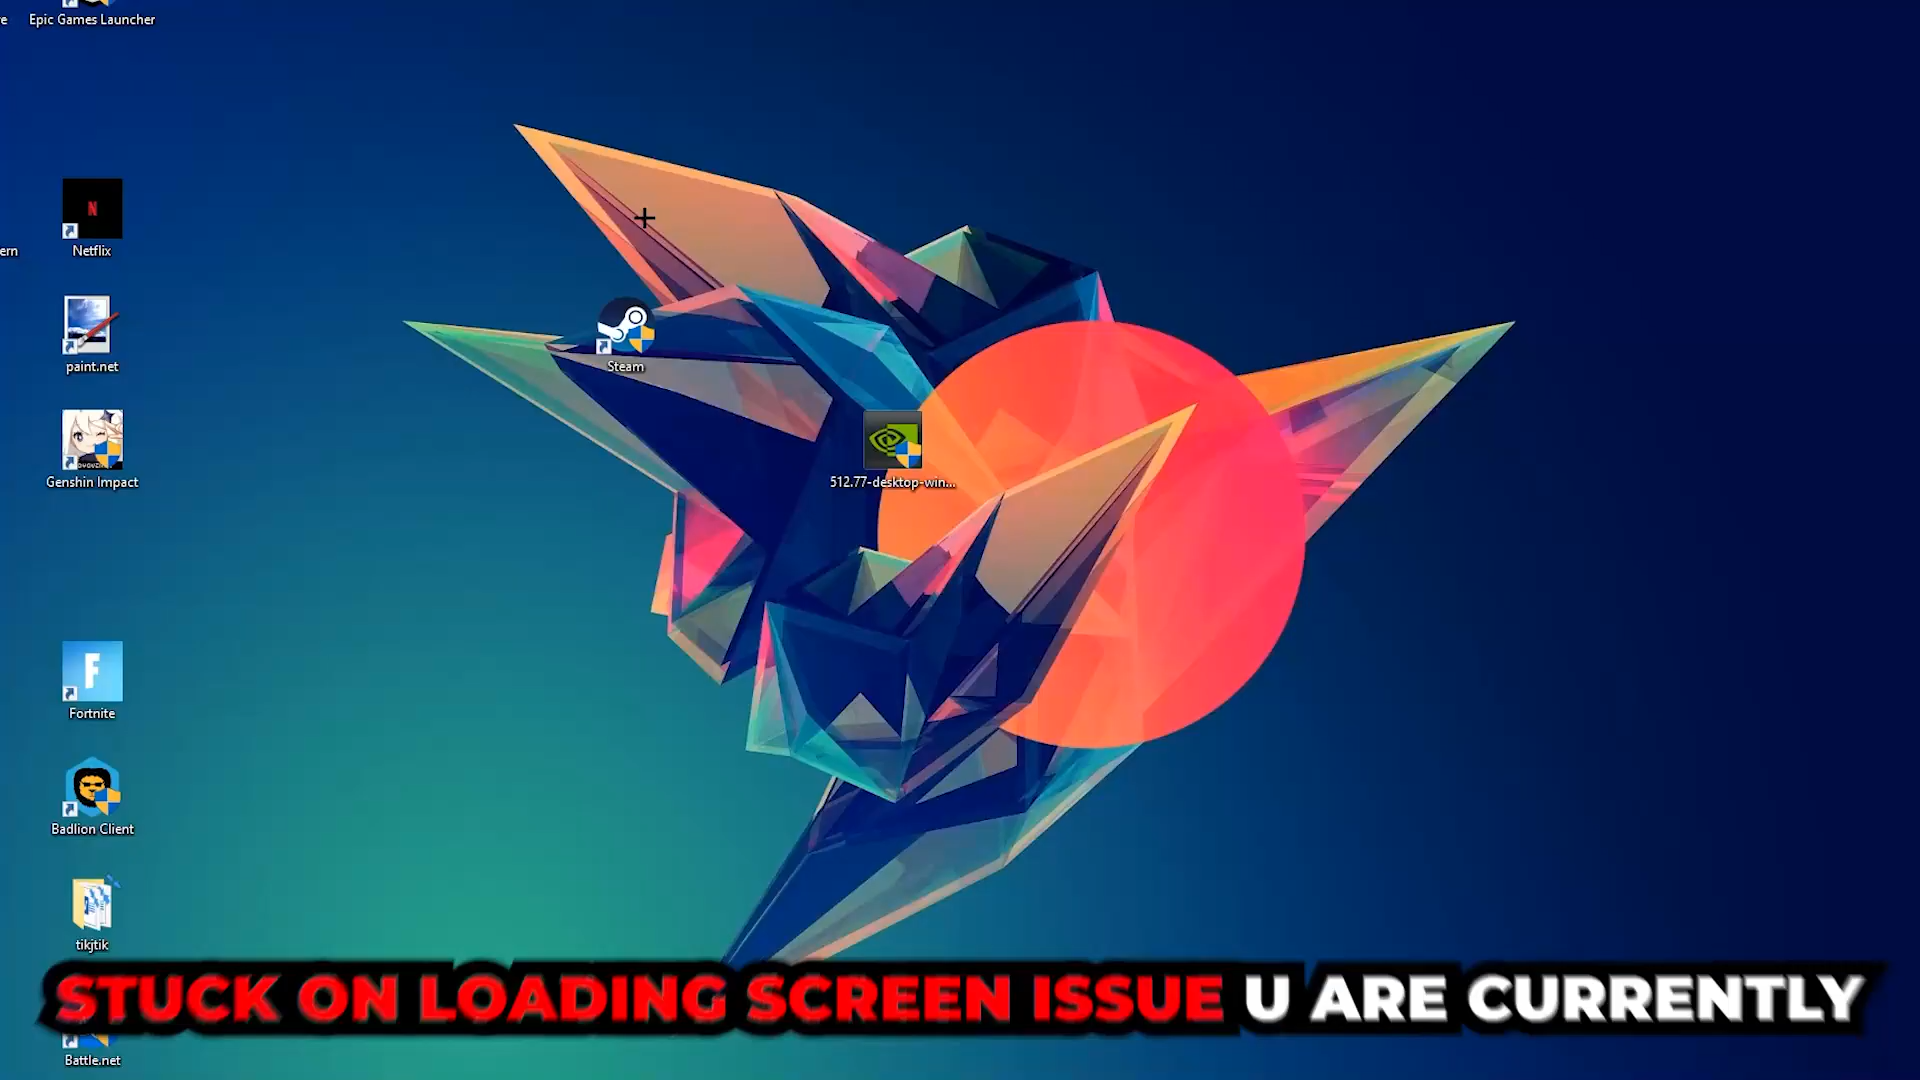 Epic Games Launcher
Netflix
ern
paint.net
Steam
Genshin Impact
512.77-desktop-win...
F
Fortnite
Badlion Client
tikjtik
STUCK ON LOADING SCREEN ISSUE U ARE CURRENTLY
Battle.net